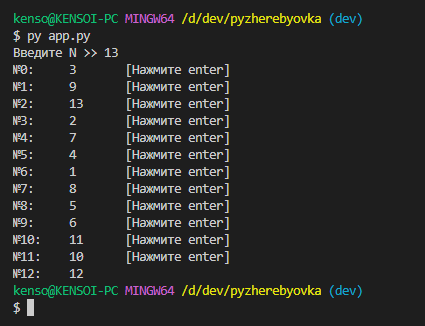 kenso@KENSOI-PC MINGW64 /d/dev/pyzherebyovka (dev)
$ py app.py
Введите N >> 13
№0: 3 [Нажмите enter]
№1: 9 [Нажмите enter]
№2: 13 [Нажмите enter]
№3: 2 [Нажмите enter]
№4: 7 [Нажмите enter]
№5: 4 [Нажмите enter]
№6: 1 [Нажмите enter]
№7: 8 [Нажмите enter]
№8: 5 [Нажмите enter]
№9: 6 [Нажмите enter]
№10: 11 [Нажмите enter]
№11: 10 [Нажмите enter]
№12: 12
kenso@KENSOI-PC MINGW64 /d/dev/pyzherebyovka (dev)
$